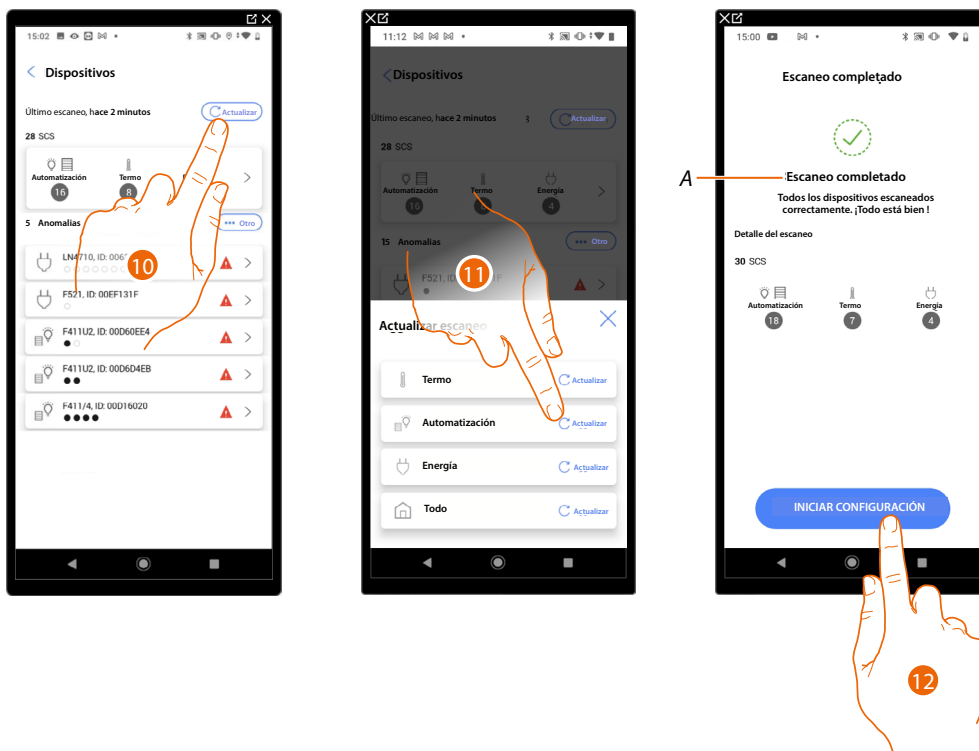 15:02
Dispositivos
Último escaneo, hace 2 minutos
Actualizar
28 SCS
Automatización
Termo
16
8
5 Anomalias
Otro
LN4710, ID:
F521, ID: 00EF131F
F411U2, ID: 00D60EE4
F411U2, ID: 00D6D4EB
F411/4, ID: 00D16020
10
11:12
Dispositivos
Último escaneo, hace 2 minutos
Actualizar
28 SCS
Automatización
Termo
Energía
16
4
15 Anomalias
Otro
F521, ID:
11
Actualizar escaneo
Termo
Actualizar
Automatización
Actualizar
Energía
Actualizar
Todo
Actualizar
15:00
Escaneo completado
A
Escaneo completado
Todos los dispositivos escaneados
correctamente. ¡Todo está bien !
Detalle del escaneo
30 SCS
Automatización
Termo
Energía
18
7
4
INICIAR CONFIGURACIÓN
12